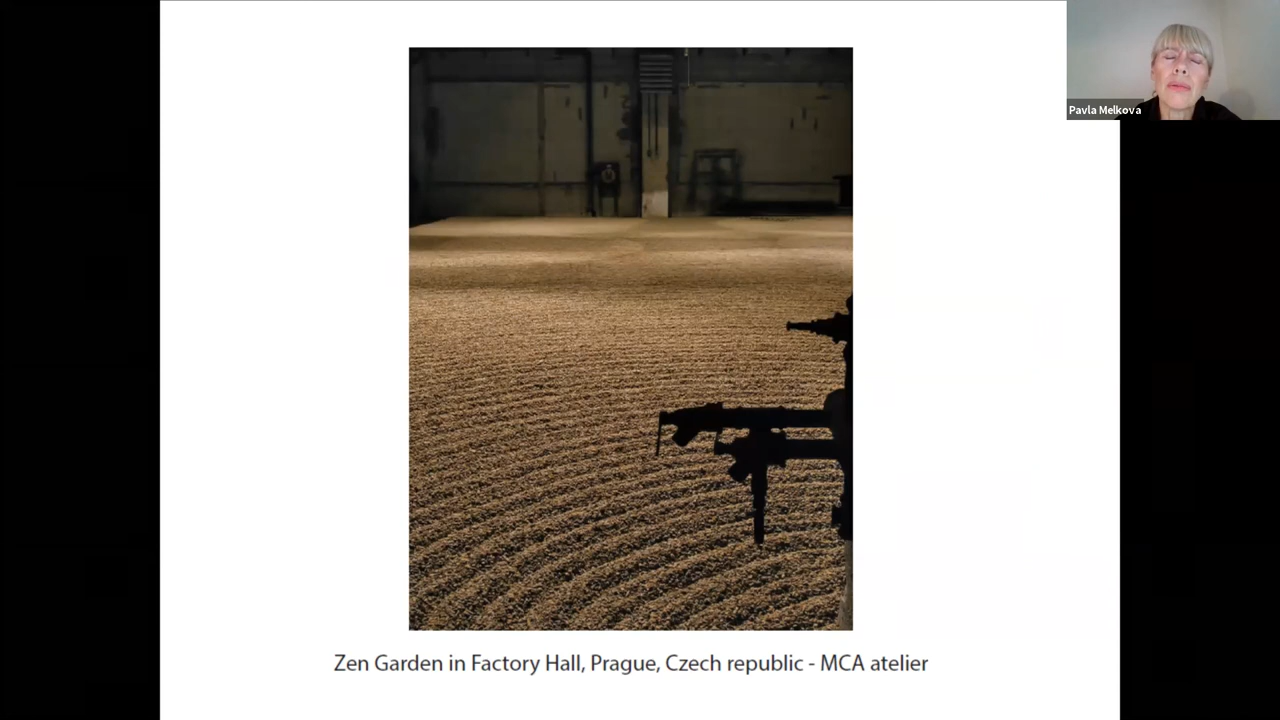 Pavla Melkova
Zen Garden in Factory Hall, Prague, Czech republic - MCA atelier